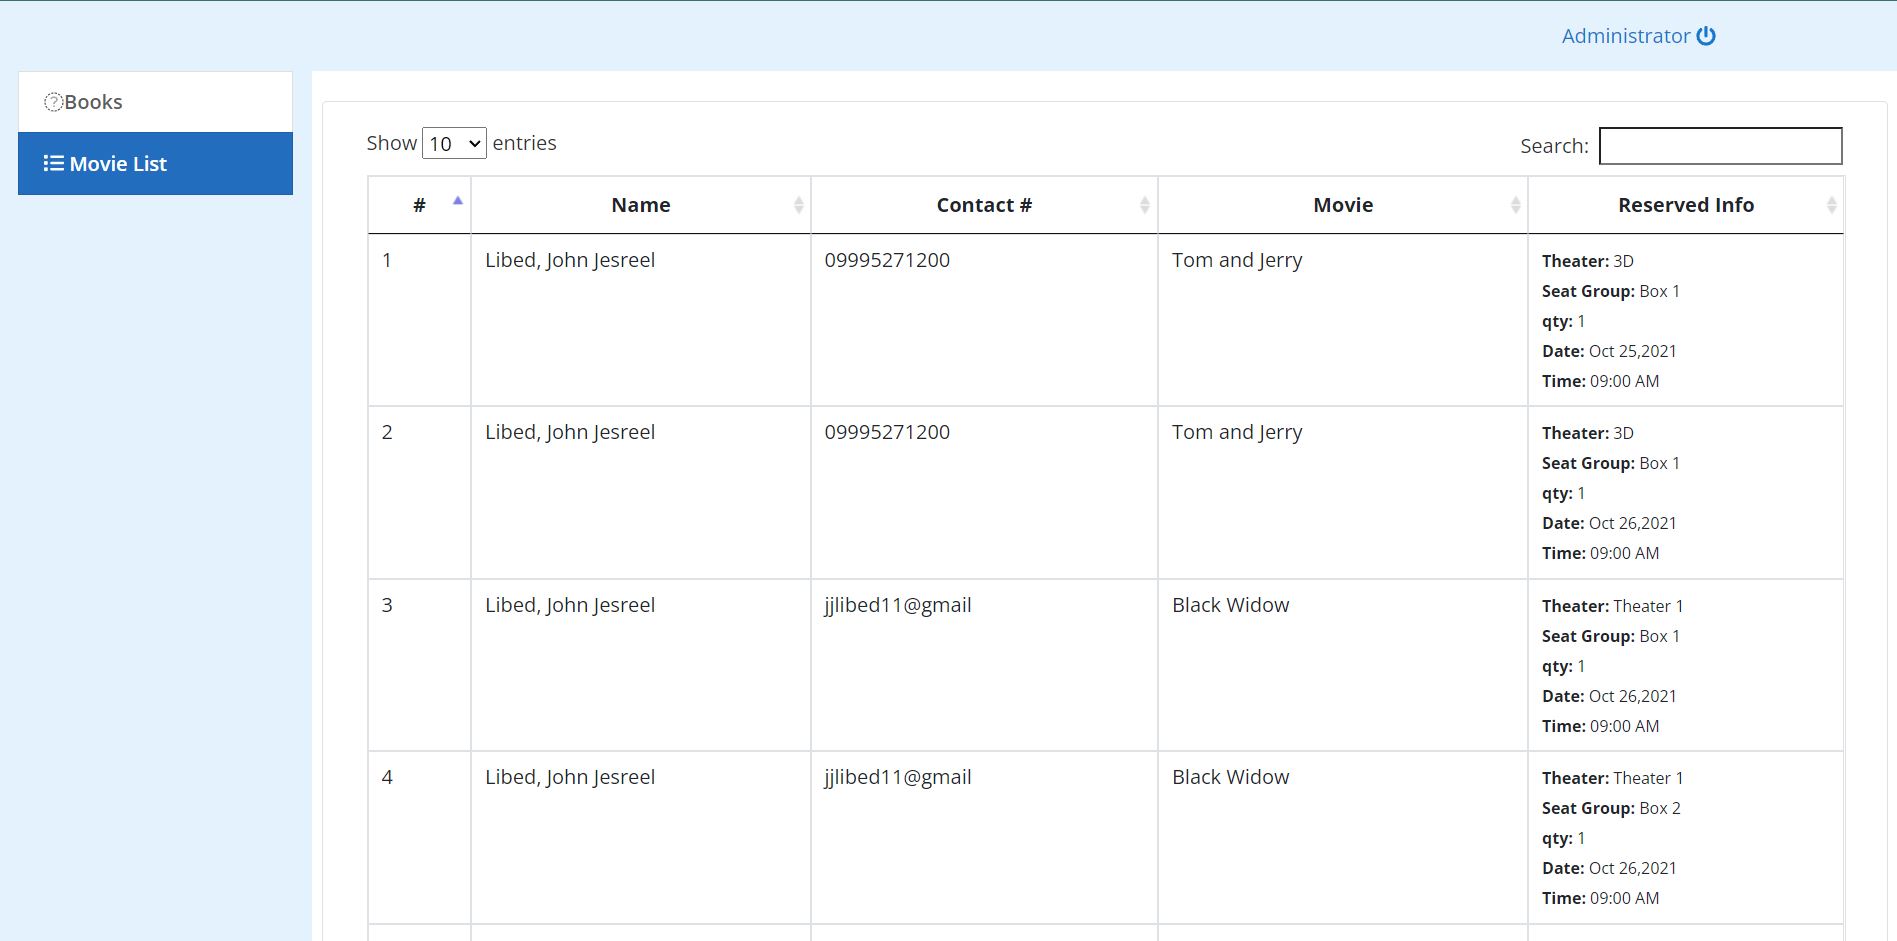 Administrator
Books
Movie List
Show 10 entries
Search:
# Name Contact # Movie Reserved Info
1 Libed, John Jesreel 09995271200 Tom and Jerry Theater: 3D
Seat Group: Box 1
qty: 1
Date: Oct 25,2021
Time: 09:00 AM
2 Libed, John Jesreel 09995271200 Tom and Jerry Theater: 3D
Seat Group: Box 1
qty: 1
Date: Oct 26,2021
Time: 09:00 AM
3 Libed, John Jesreel jjlibed11@gmail Black Widow Theater: Theater 1
Seat Group: Box 1
qty: 1
Date: Oct 26,2021
Time: 09:00 AM
4 Libed, John Jesreel jjlibed11@gmail Black Widow Theater: Theater 1
Seat Group: Box 2
qty: 1
Date: Oct 26,2021
Time: 09:00 AM